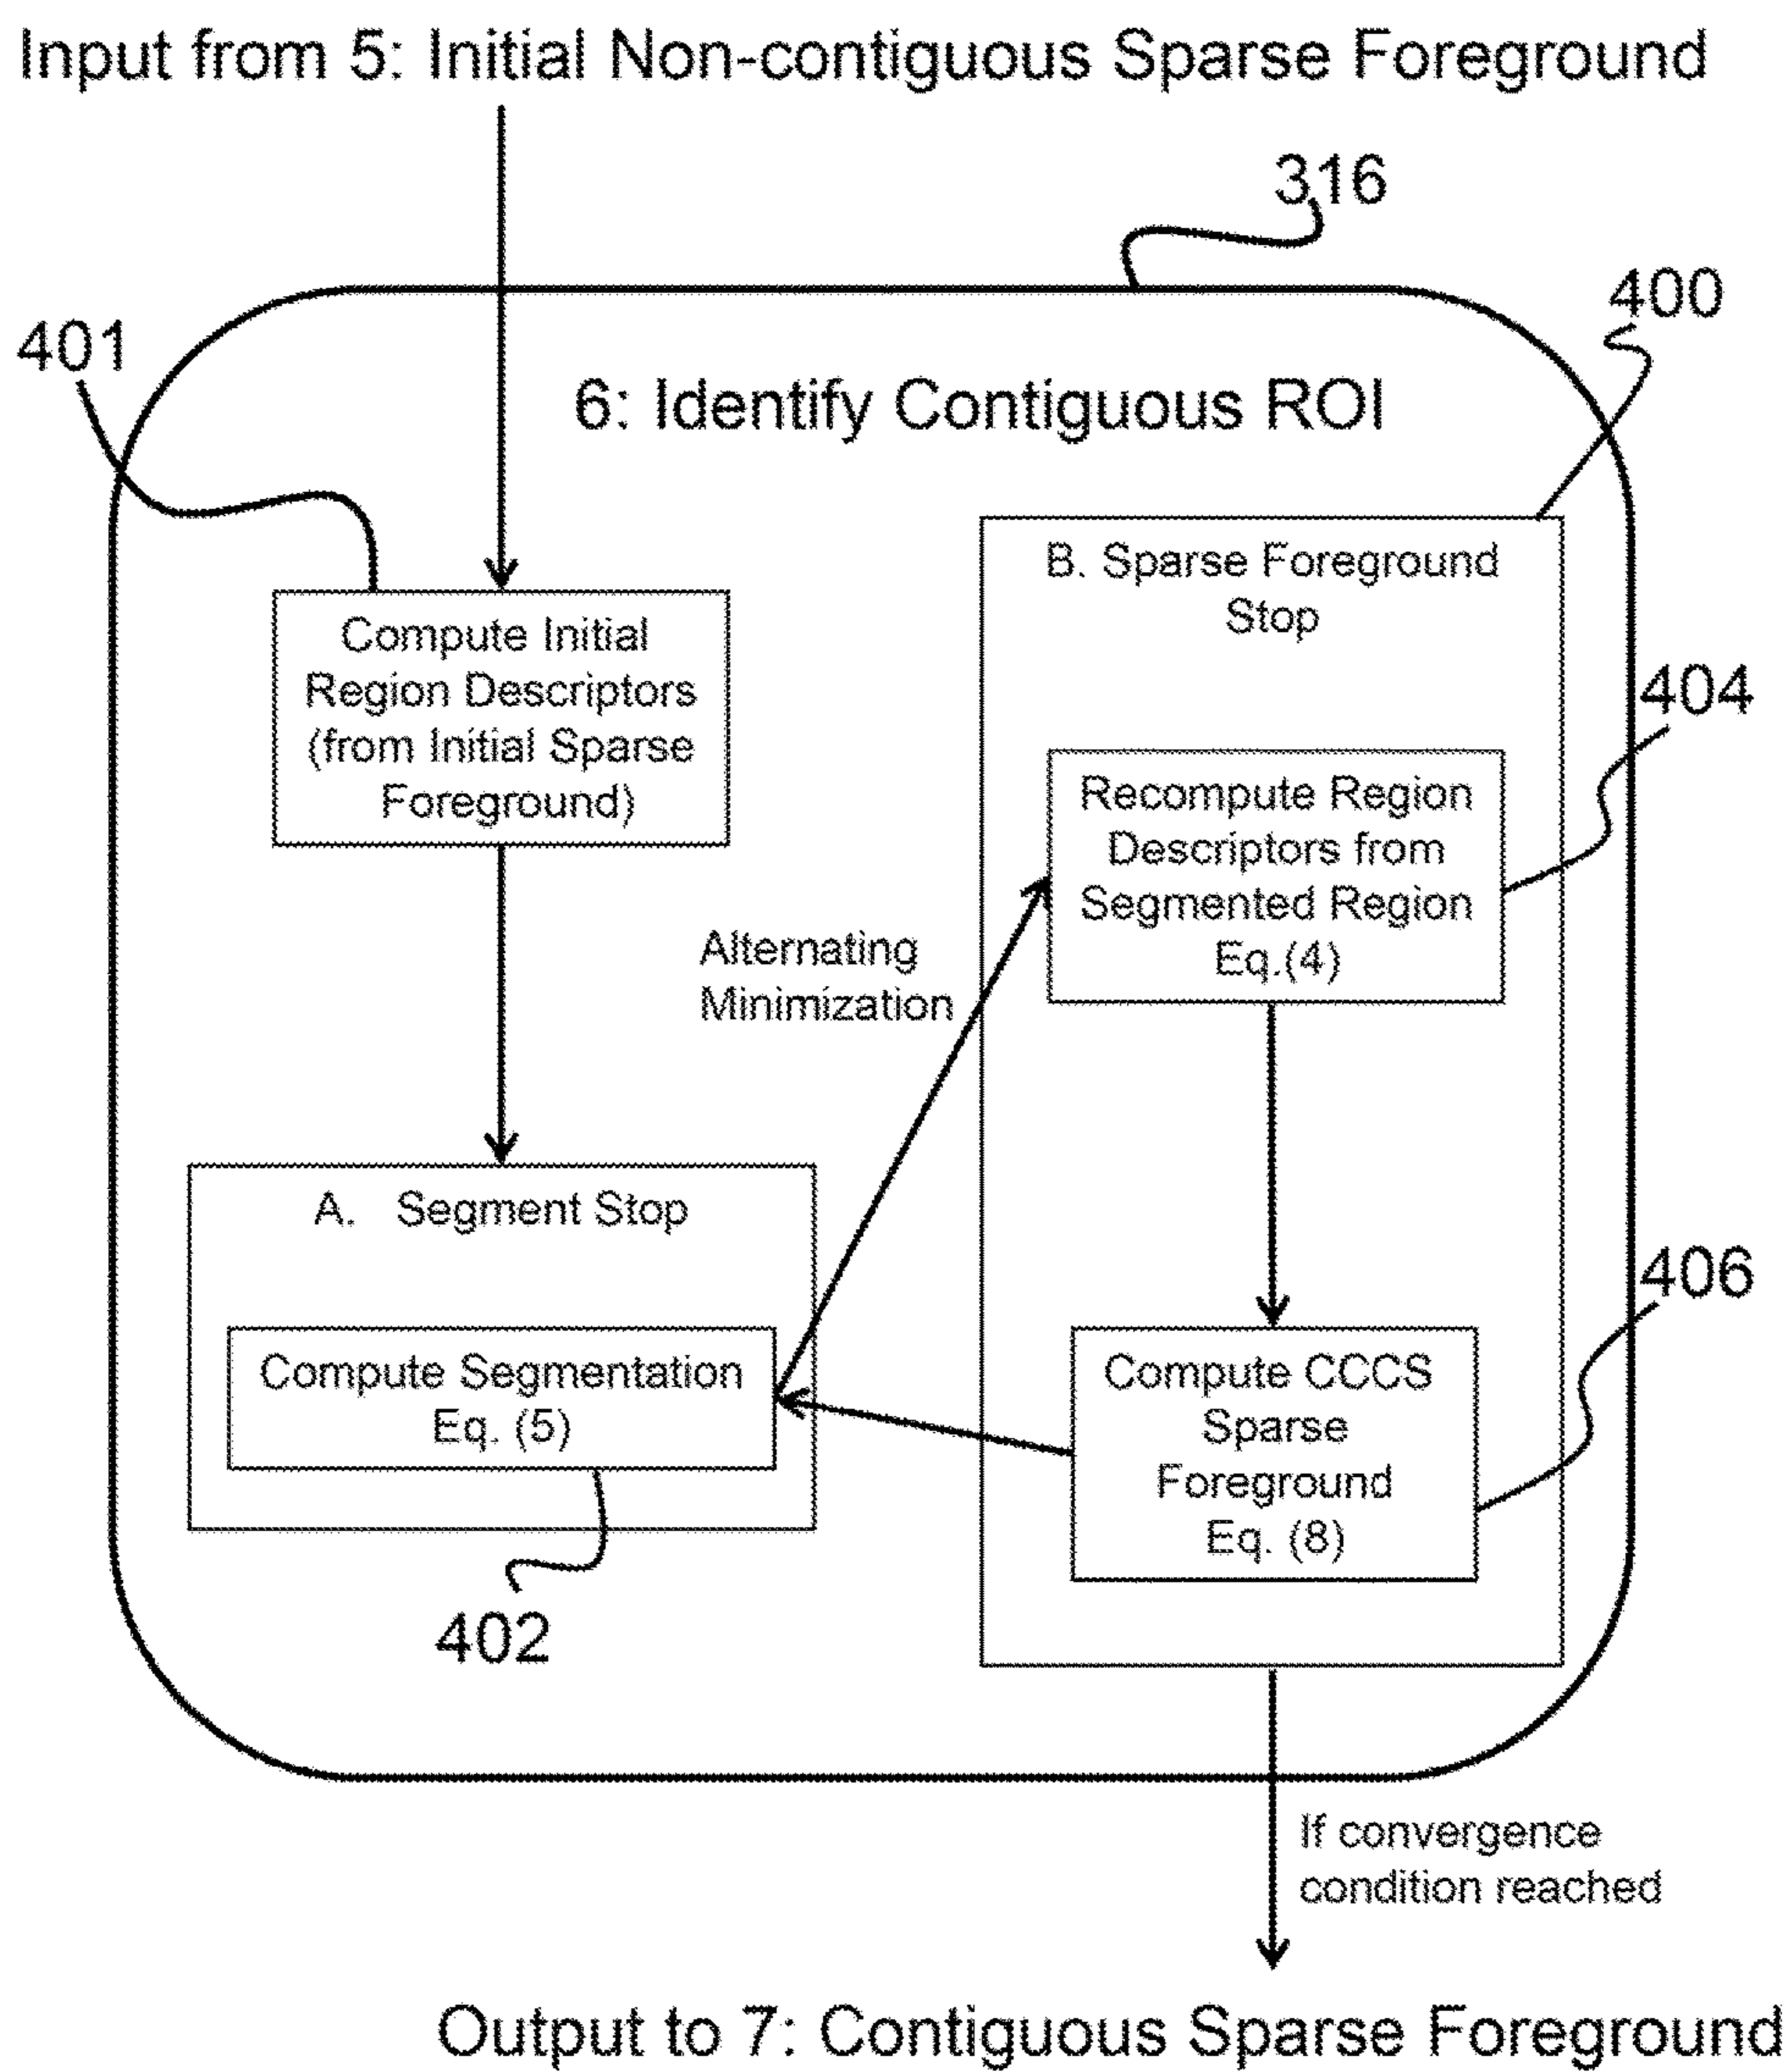 Input from 5: Initial Non-contiguous Sparse Foreground
316
400
401
6: Identify Contiguous ROI
B. Sparse Foreground
Stop
Compute Initial
Region Descriptors
(from Initial Sparse
Foreground)
404
Recompute Region
Descriptors from
Segmented Region
Eq.(4)
Alternating
Minimization
A. Segment Stop
406
Compute Segmentation
Eq. (5)
Compute CCCS
Sparse
Foreground
Eq. (8)
402
If convergence
condition reached
Output to 7: Contiguous Sparse Foreground